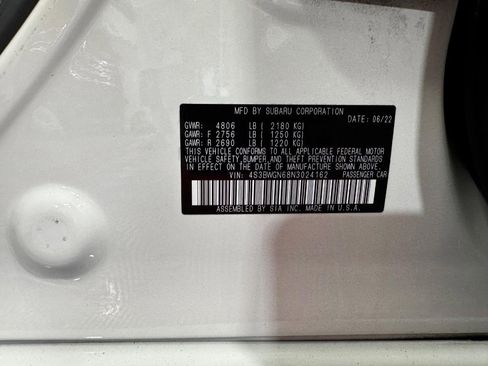 MFD BY SUBARU CORPORATION
DATE: 06/22
GVWR: 4806 LB ( 2180 KG)
GAWR: F 2756 LB ( 1250 KG)
GAWR: R 2690 LB ( 1220 KG)
THIS VEHICLE CONFORMS TO ALL APPLICABLE FEDERAL MOTOR
VEHICLE SAFETY, BUMPER, AND THEFT PREVENTION STANDARDS
IN EFFECT ON THE DATE OF MANUFACTURE SHOWN ABOVE.
VIN: 4S3BWGN68N3024162 PASSENGER CAR
ASSEMBLED BY SIA INC. MADE IN U.S.A.